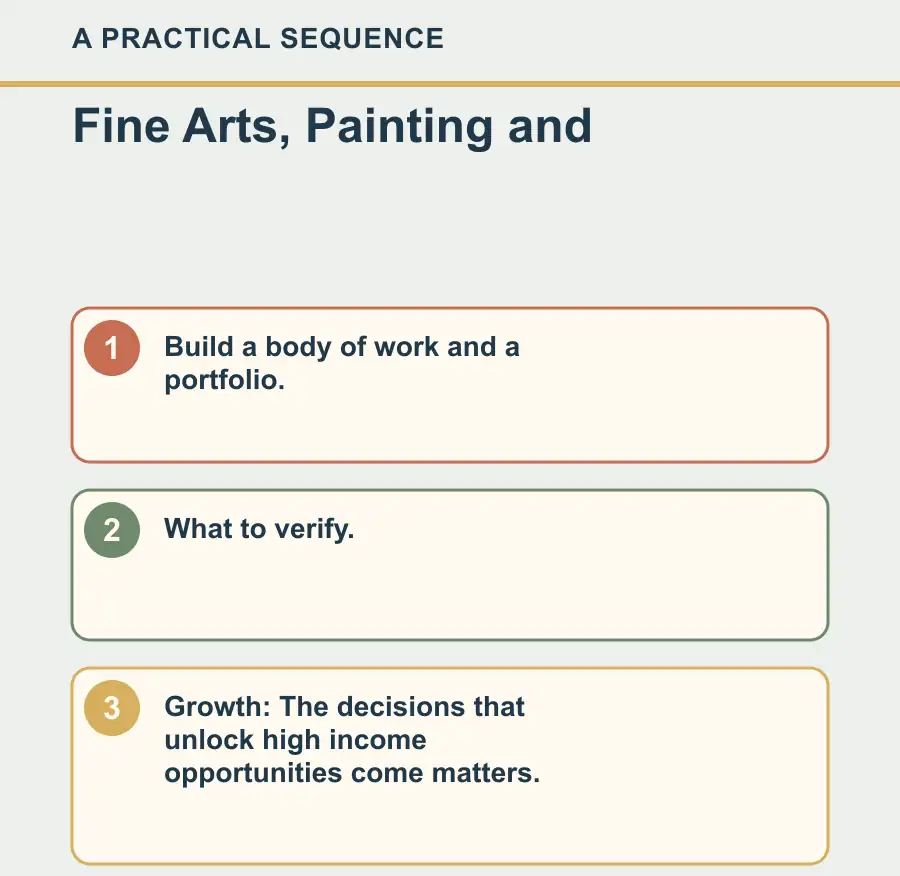 A PRACTICAL SEQUENCE
Fine Arts, Painting and
1
Build a body of work and a
portfolio.
2
What to verify.
3
Growth: The decisions that
unlock high income
opportunities come matters.